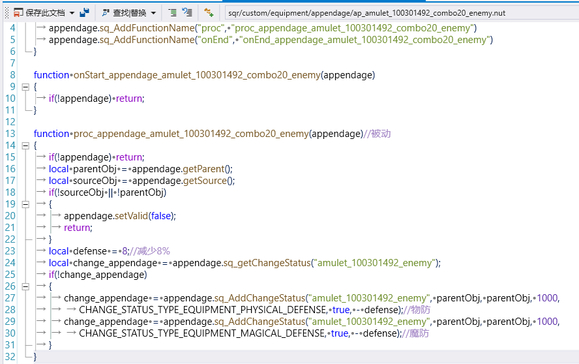 保存此文档 查找|替换 sqr/custom/equipment/appendage/ap_amulet_100301492_combo20_enemy.nut
4 appendage.sq_AddFunctionName("proc", "proc_appendage_amulet_100301492_combo20_enemy")
5 appendage.sq_AddFunctionName("onEnd", "onEnd_appendage_amulet_100301492_combo20_enemy")
6 }
7
8 function onStart_appendage_amulet_100301492_combo20_enemy(appendage)
9 {
10 if(!appendage) return;
11 }
12
13 function proc_appendage_amulet_100301492_combo20_enemy(appendage)//被动
14 {
15 if(!appendage) return;
16 local parentObj = appendage.getParent();
17 local sourceObj = appendage.getSource();
18 if(!sourceObj || !parentObj)
19 {
20 appendage.setValid(false);
21 return;
22 }
23 local defense = 8;//减少8%
24 local change_appendage = appendage.sq_getChangeStatus("amulet_100301492_enemy");
25 if(!change_appendage)
26 {
27 change_appendage = appendage.sq_AddChangeStatus("amulet_100301492_enemy", parentObj, parentObj, 1000,
28 CHANGE_STATUS_TYPE_EQUIPMENT_PHYSICAL_DEFENSE, true, -defense);//物防
29 change_appendage = appendage.sq_AddChangeStatus("amulet_100301492_enemy", parentObj, parentObj, 1000,
30 CHANGE_STATUS_TYPE_EQUIPMENT_MAGICAL_DEFENSE, true, -defense);//魔防
31 }
32 }